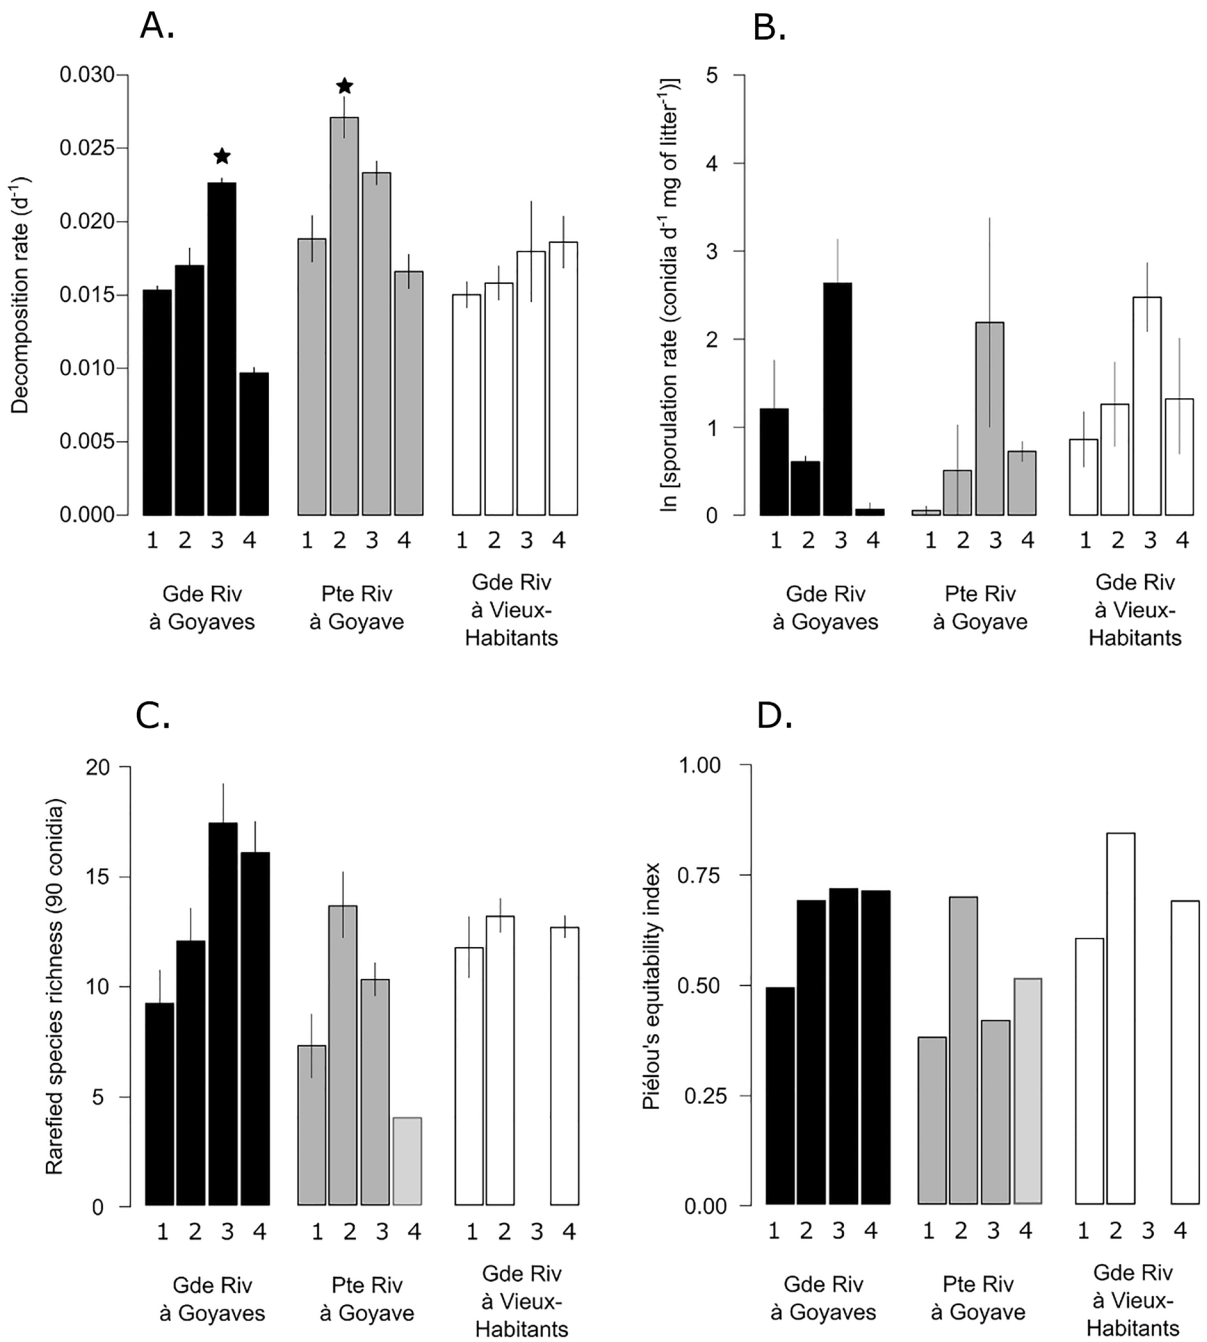 A.
Decomposition rate (d⁻¹)
0.030
0.025
0.020
0.015
0.010
0.005
0.000
1 2 3 4 1 2 3 4 1 2 3 4
Gde Riv
à Goyaves
Pte Riv
à Goyave
Gde Riv
à Vieux-
Habitants
B.
ln [sporulation rate (conidia d⁻¹ mg of litter⁻¹)]
5
4
3
2
1
0
1 2 3 4 1 2 3 4 1 2 3 4
Gde Riv
à Goyaves
Pte Riv
à Goyave
Gde Riv
à Vieux-
Habitants
C.
Rarefied species richness (90 conidia)
20
15
10
5
0
1 2 3 4 1 2 3 4 1 2 3 4
Gde Riv
à Goyaves
Pte Riv
à Goyave
Gde Riv
à Vieux-
Habitants
D.
Piélou's equitability index
1.00
0.75
0.50
0.25
0.00
1 2 3 4 1 2 3 4 1 2 3 4
Gde Riv
à Goyaves
Pte Riv
à Goyave
Gde Riv
à Vieux-
Habitants